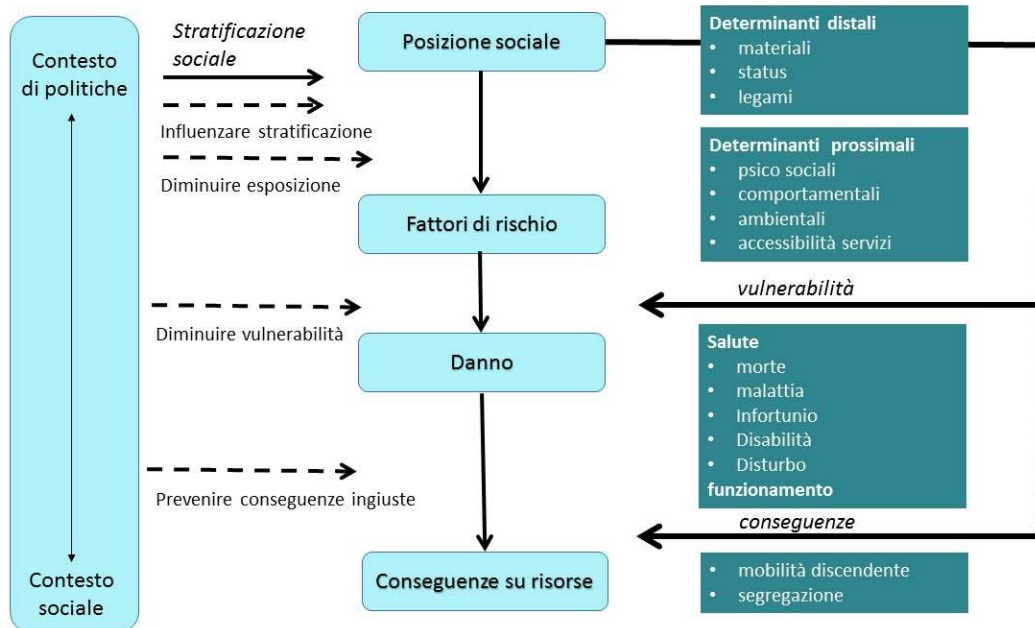 Contesto
di politiche
Contesto
sociale
Stratificazione
sociale
Influenzare stratificazione
Diminuire esposizione
Diminuire vulnerabilità
Prevenire conseguenze ingiuste
Posizione sociale
Fattori di rischio
Danno
Conseguenze su risorse
Determinanti distali
• materiali
• status
• legami
Determinanti prossimali
• psico sociali
• comportamentali
• ambientali
• accessibilità servizi
vulnerabilità
Salute
• morte
• malattia
• Infortunio
• Disabilità
• Disturbo
funzionamento
conseguenze
• mobilità discendente
• segregazione